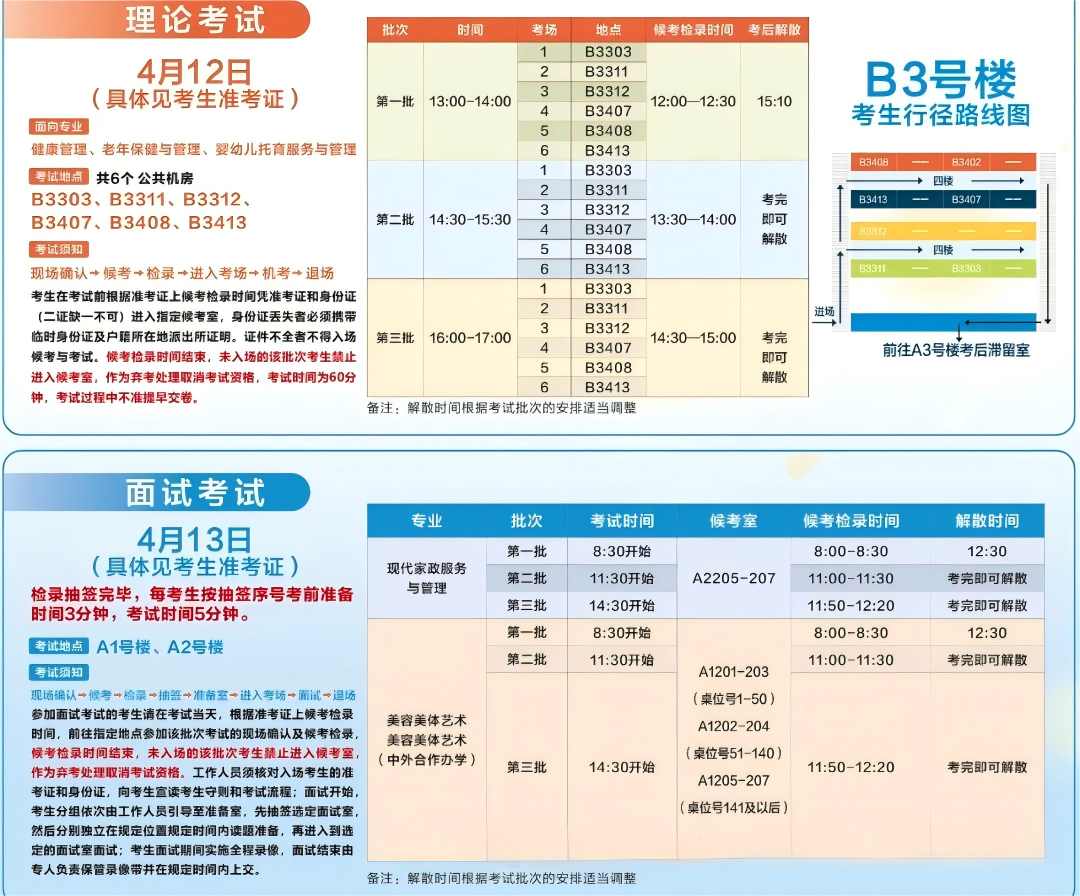 理论考试
4月12日
（具体见考生准考证）
面向专业
健康管理、老年保健与管理、婴幼儿托育服务与管理
考试地点 共6个 公共机房
B3303、B3311、B3312、
B3407、B3408、B3413
考试须知
现场确认→候考→检录→进入考场→机考→退场
考生在考试前根据准考证上候考检录时间凭准考证和身份证
（二证缺一不可）进入指定候考室，身份证丢失者必须携带
临时身份证及户籍所在地派出所证明。证件不全者不得入场
候考与考试。候考检录时间结束，未入场的该批次考生禁止
进入候考室，作为弃考处理取消考试资格，考试时间为60分
钟，考试过程中不准提早交卷。
批次 时间 考场 地点 候考检录时间 考后解散
第一批 13:00-14:00 12:00—12:30 15:10
1 B3303
2 B3311
3 B3312
4 B3407
5 B3408
6 B3413
第二批 14:30-15:30 13:30—14:00 考完
即可
解散
1 B3303
2 B3311
3 B3312
4 B3407
5 B3408
6 B3413
第三批 16:00-17:00 14:30—15:00 考完
即可
解散
1 B3303
2 B3311
3 B3312
4 B3407
5 B3408
6 B3413
备注：解散时间根据考试批次的安排适当调整
B3号楼
考生行径路线图
B3408 —— B3402 ——
四楼
B3413 —— B3407 ——
B3312 — —
四楼
B3311 — B3303 —
进场
前往A3号楼考后滞留室
面试考试
4月13日
（具体见考生准考证）
检录抽签完毕，每考生按抽签序号考前准备
时间3分钟，考试时间5分钟。
考试地点 A1号楼、A2号楼
考试须知
现场确认→候考→检录→抽签→准备室→进入考场→面试→退场
参加面试考试的考生请在考试当天，根据准考证上候考检录
时间，前往指定地点参加该批次考试的现场确认及候考检录，
候考检录时间结束，未入场的该批次考生禁止进入候考室，
作为弃考处理取消考试资格。工作人员须核对入场考生的准
考证和身份证，向考生宣读考生守则和考试流程；面试开始，
考生分组依次由工作人员引导至准备室，先抽签选定面试室，
然后分别独立在规定位置规定时间内读题准备，再进入到选
定的面试室面试；考生面试期间实施全程录像，面试结束由
专人负责保管录像带并在规定时间内上交。
专业 批次 考试时间 候考室 候考检录时间 解散时间
现代家政服务
与管理
A2205-207
第一批 8:30开始 8:00-8:30 12:30
第二批 11:30开始 11:00-11:30 考完即可解散
第三批 14:30开始 11:50-12:20 考完即可解散
美容美体艺术
美容美体艺术
（中外合作办学）
第一批 8:30开始 8:00-8:30 12:30
第二批 11:30开始 11:00-11:30 考完即可解散
第三批 14:30开始 11:50-12:20 考完即可解散
A1201-203
（桌位号1-50）
A1202-204
（桌位号51-140）
A1205-207
（桌位号141及以后）
备注：解散时间根据考试批次的安排适当调整